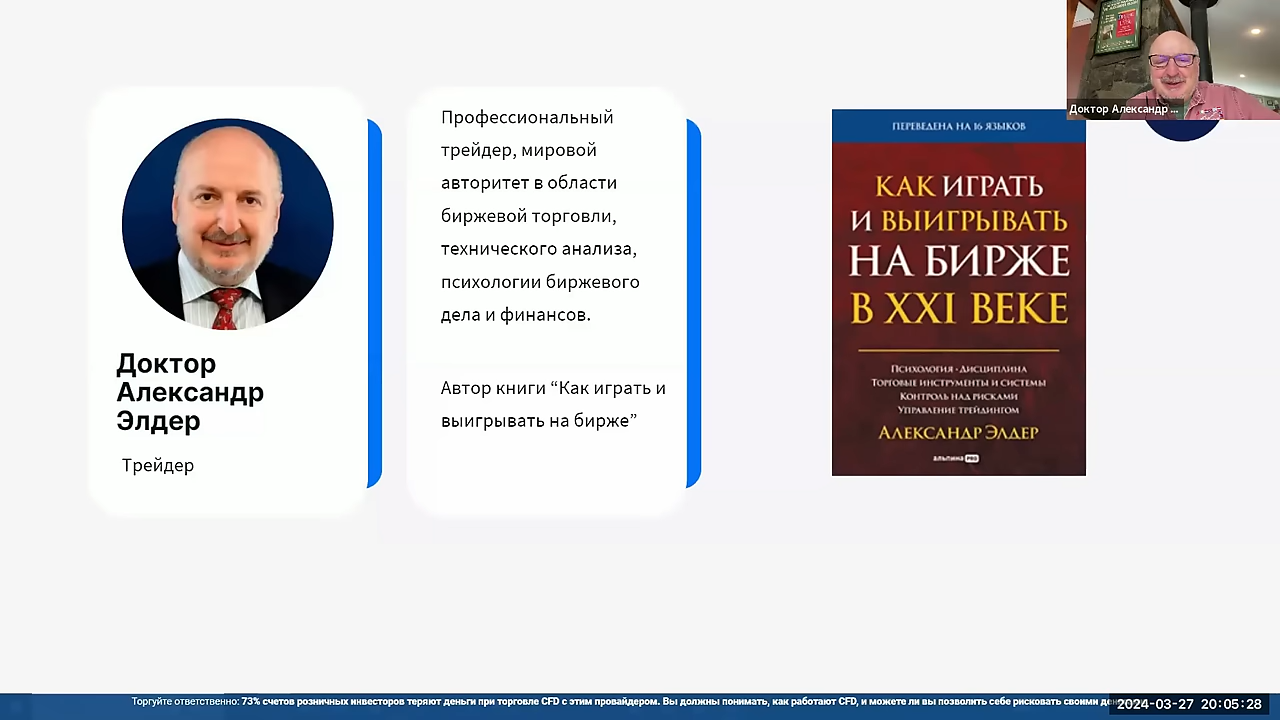 Доктор Александр ...
Доктор
Александр
Элдер
Трейдер
Профессиональный
трейдер, мировой
авторитет в области
биржевой торговли,
технического анализа,
психологии биржевого
дела и финансов.
Автор книги “Как играть и
выигрывать на бирже”
ПЕРЕВЕДЕНА НА 16 ЯЗЫКОВ
КАК ИГРАТЬ
И ВЫИГРЫВАТЬ
НА БИРЖЕ
В XXI ВЕКЕ
ПСИХОЛОГИЯ • ДИСЦИПЛИНА
ТОРГОВЫЕ ИНСТРУМЕНТЫ И СИСТЕМЫ
КОНТРОЛЬ НАД РИСКАМИ
УПРАВЛЕНИЕ ТРЕЙДИНГОМ
АЛЕКСАНДР ЭЛДЕР
альпина PRO
Торгуйте ответственно: 73% счетов розничных инвесторов теряют деньги при торговле CFD с этим провайдером. Вы должны понимать, как работают CFD, и можете ли вы позволить себе рисковать своими
2024-03-27 20:05:28